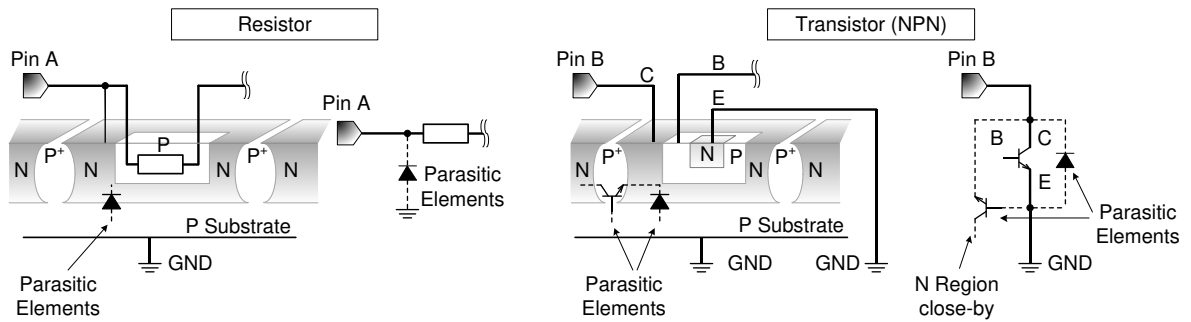 Resistor
Pin A
N
P+
N
P
N
P+
N
P Substrate
GND
Parasitic
Elements
Pin A
Parasitic
Elements
Transistor (NPN)
Pin B
C
B
E
N
P+
N
N
P
P+
N
P Substrate
GND
GND
Parasitic
Elements
Pin B
B
C
E
Parasitic
Elements
GND
N Region
close-by